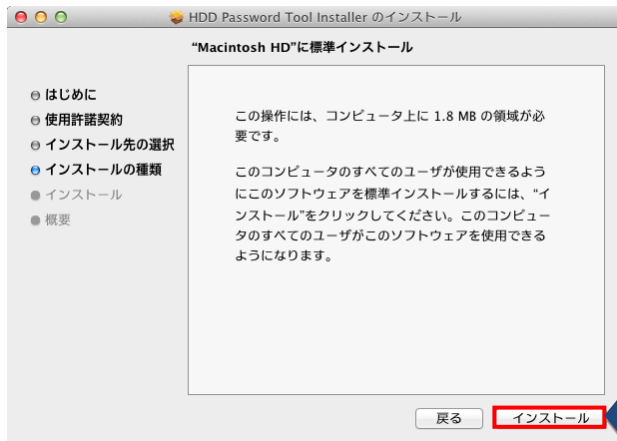 HDD Password Tool Installer のインストール
“Macintosh HD”に標準インストール
はじめに
使用許諾契約
インストール先の選択
インストールの種類
インストール
概要
この操作には、コンピュータ上に 1.8 MB の領域が必
要です。
このコンピュータのすべてのユーザが使用できるよう
にこのソフトウェアを標準インストールするには、“イ
ンストール”をクリックしてください。このコンピュー
タのすべてのユーザがこのソフトウェアを使用できる
ようになります。
戻る
インストール